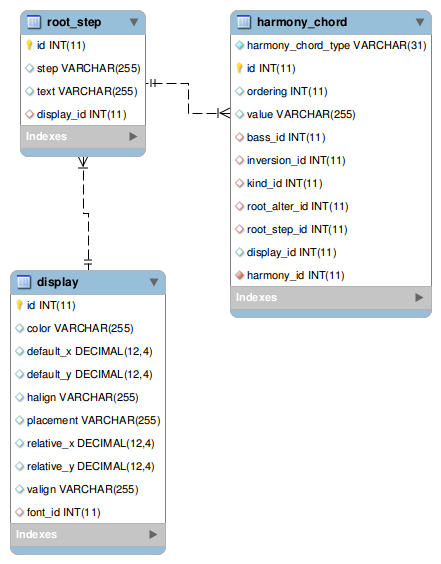 root_step
id INT(11)
step VARCHAR(255)
text VARCHAR(255)
display_id INT(11)
Indexes
harmony_chord
harmony_chord_type VARCHAR(31)
id INT(11)
ordering INT(11)
value VARCHAR(255)
bass_id INT(11)
inversion_id INT(11)
kind_id INT(11)
root_alter_id INT(11)
root_step_id INT(11)
display_id INT(11)
harmony_id INT(11)
Indexes
display
id INT(11)
color VARCHAR(255)
default_x DECIMAL(12,4)
default_y DECIMAL(12,4)
halign VARCHAR(255)
placement VARCHAR(255)
relative_x DECIMAL(12,4)
relative_y DECIMAL(12,4)
valign VARCHAR(255)
font_id INT(11)
Indexes